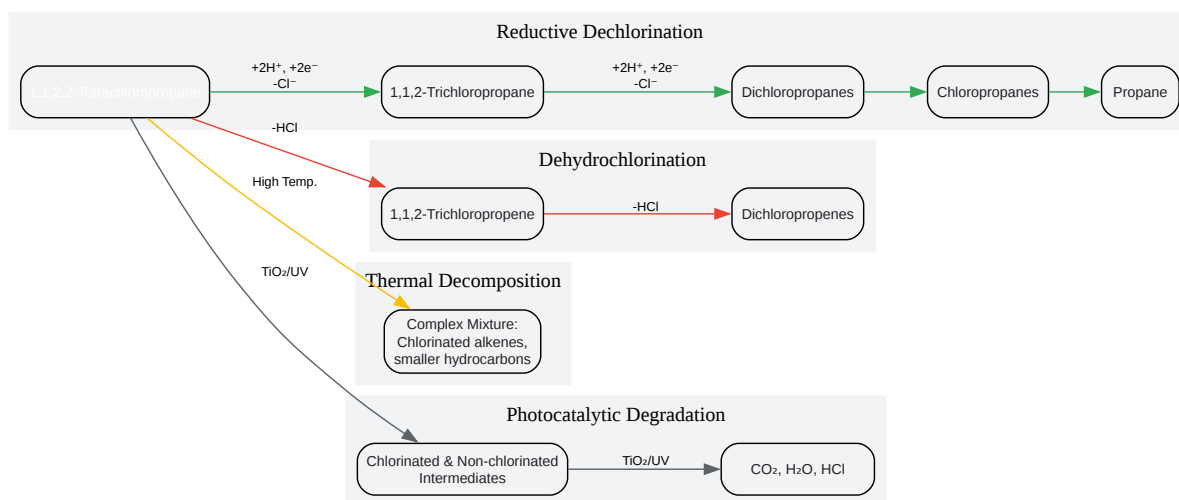 Reductive Dechlorination
1,1,2,2-Tetrachloropropane
+2H⁺, +2e⁻
-Cl⁻
1,1,2-Trichloropropane
+2H⁺, +2e⁻
-Cl⁻
Dichloropropanes
Chloropropanes
Propane
-HCl
Dehydrochlorination
High Temp.
1,1,2-Trichloropropene
-HCl
Dichloropropenes
TiO₂/UV
Thermal Decomposition
Complex Mixture:
Chlorinated alkenes,
smaller hydrocarbons
Photocatalytic Degradation
Chlorinated & Non-chlorinated
Intermediates
TiO₂/UV
CO₂, H₂O, HCl